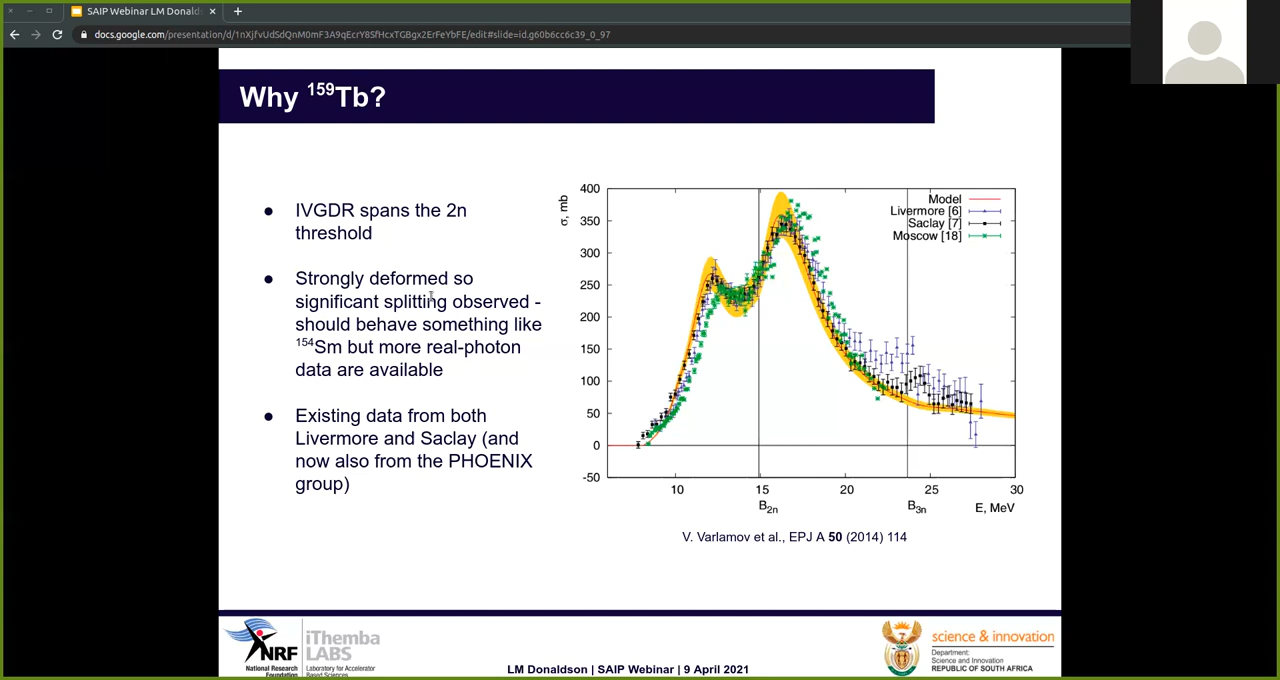 SAIP Webinar LM Donalds
docs.google.com/presentation/d/1nXjfvUdSdQnM0mF3A9qEcrY8SfHcxTGBgx2ErFeYbFE/edit#slide=id.g60b6cc6c39_0_97
Why ¹⁵⁹Tb?
● IVGDR spans the 2n
threshold
● Strongly deformed so
significant splitting observed -
should behave something like
¹⁵⁴Sm but more real-photon
data are available
● Existing data from both
Livermore and Saclay (and
now also from the PHOENIX
group)
σ, mb
400
350
300
250
200
150
100
50
0
-50
Model
Livermore [6]
Saclay [7]
Moscow [18]
10 15 20 25 30
B2n B3n E, MeV
V. Varlamov et al., EPJ A 50 (2014) 114
NRF
National Research
Foundation
iThemba
LABS
Laboratory for Accelerator
Based Sciences
LM Donaldson | SAIP Webinar | 9 April 2021
science & innovation
Department:
Science and Innovation
REPUBLIC OF SOUTH AFRICA